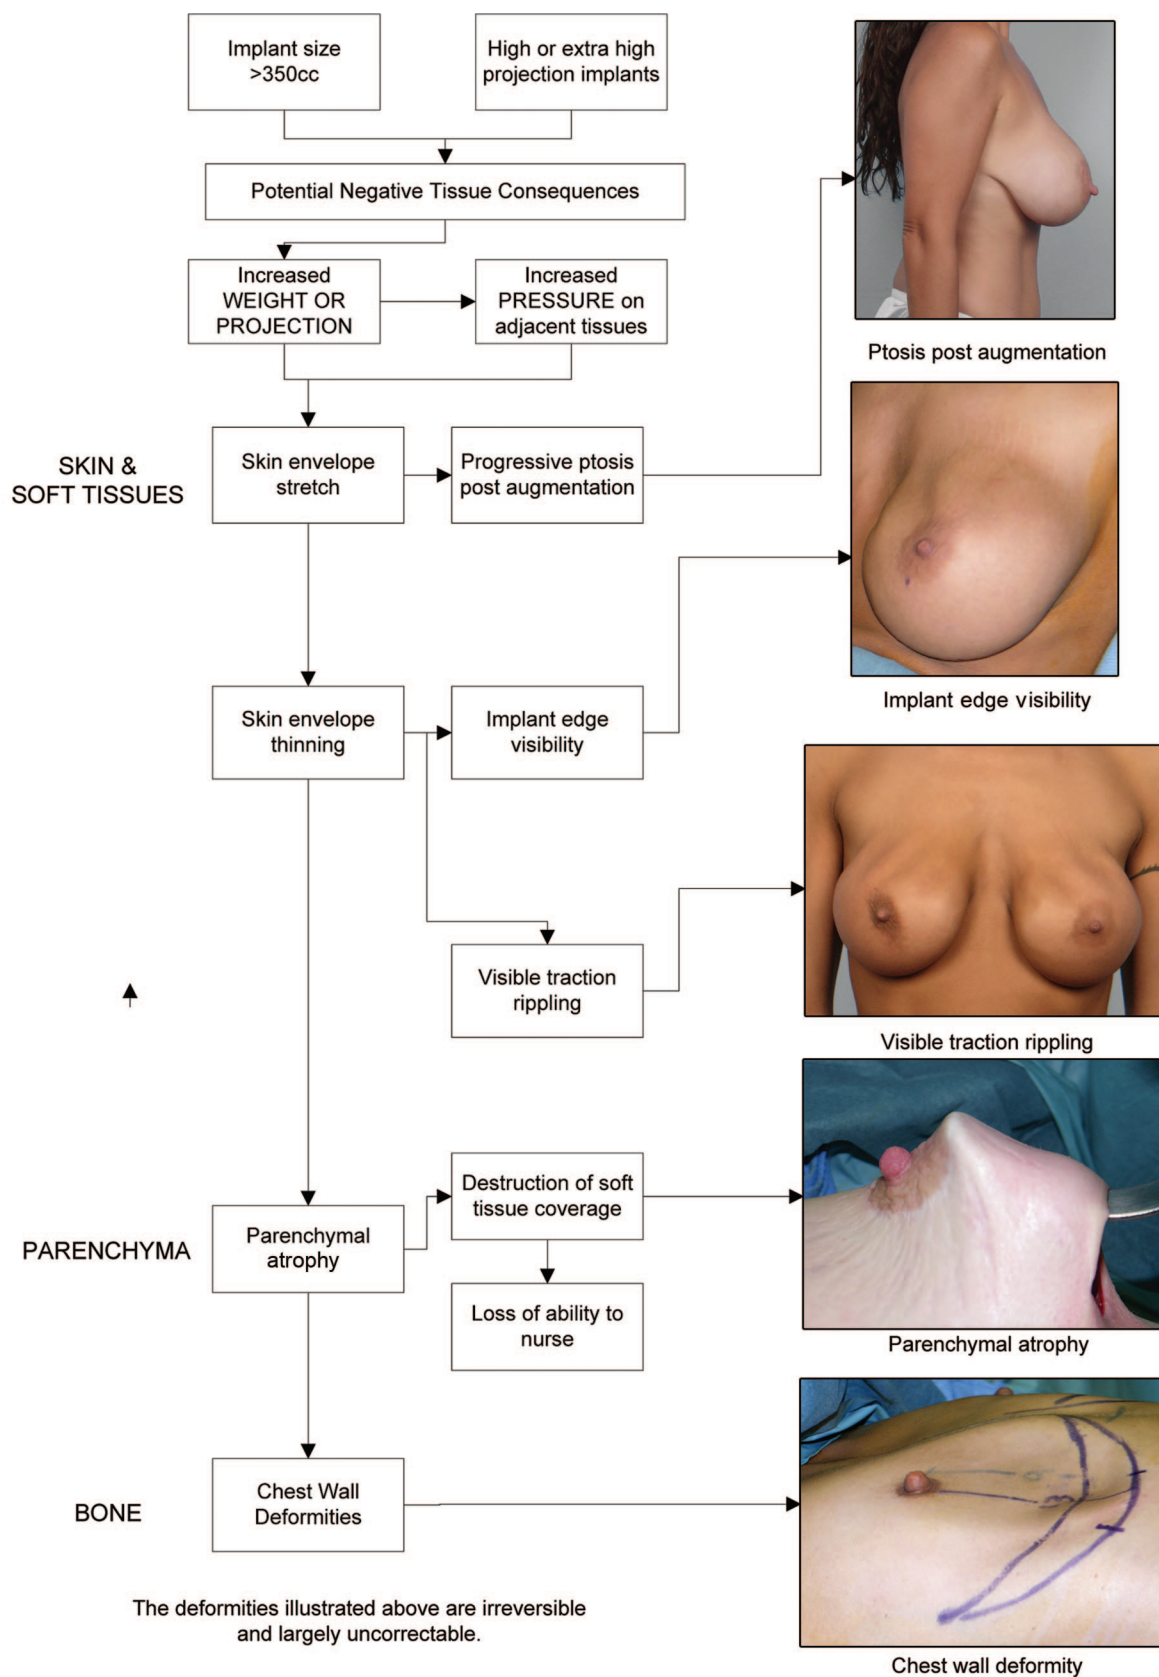 Implant size
>350cc
High or extra high
projection implants
Potential Negative Tissue Consequences
Increased
WEIGHT OR
PROJECTION
Increased
PRESSURE on
adjacent tissues
Ptosis post augmentation
SKIN &
SOFT TISSUES
Skin envelope
stretch
Progressive ptosis
post augmentation
Implant edge visibility
Skin envelope
thinning
Implant edge
visibility
Visible traction
rippling
Visible traction rippling
PARENCHYMA
Parenchymal
atrophy
Destruction of soft
tissue coverage
Loss of ability to
nurse
Parenchymal atrophy
BONE
Chest Wall
Deformities
The deformities illustrated above are irreversible
and largely uncorrectable.
Chest wall deformity